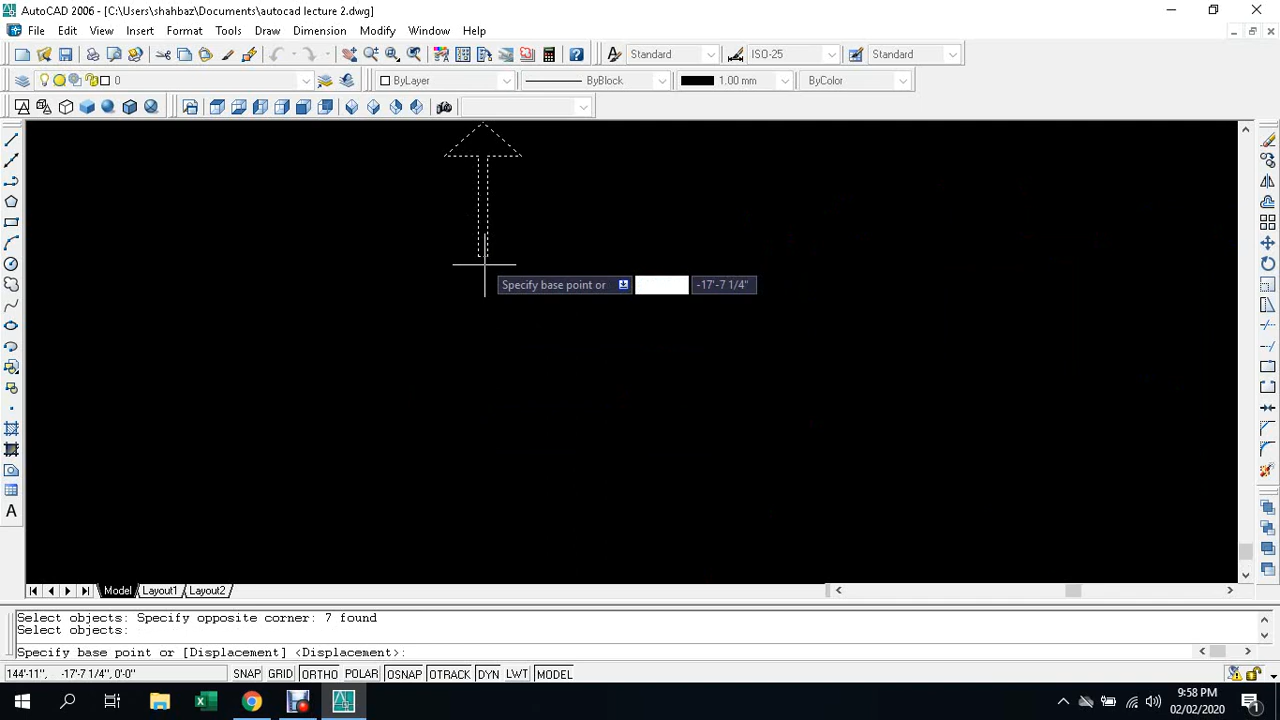 AutoCAD 2006 - [C:\Users\shahbaz\Documents\autocad lecture 2.dwg]
File Edit View Insert Format Tools Draw Dimension Modify Window Help
Standard ISO-25 Standard
0 ByLayer ByBlock 1.00 mm ByColor
Specify base point or -17'-7 1/4"
A
Model Layout1 Layout2
Select objects: Specify opposite corner: 7 found
Select objects:
Specify base point or [Displacement] <Displacement>:
144'-11", -17'-7 1/4", 0'-0" SNAP GRID ORTHO POLAR OSNAP OTRACK DYN LWT MODEL
9:58 PM
02/02/2020